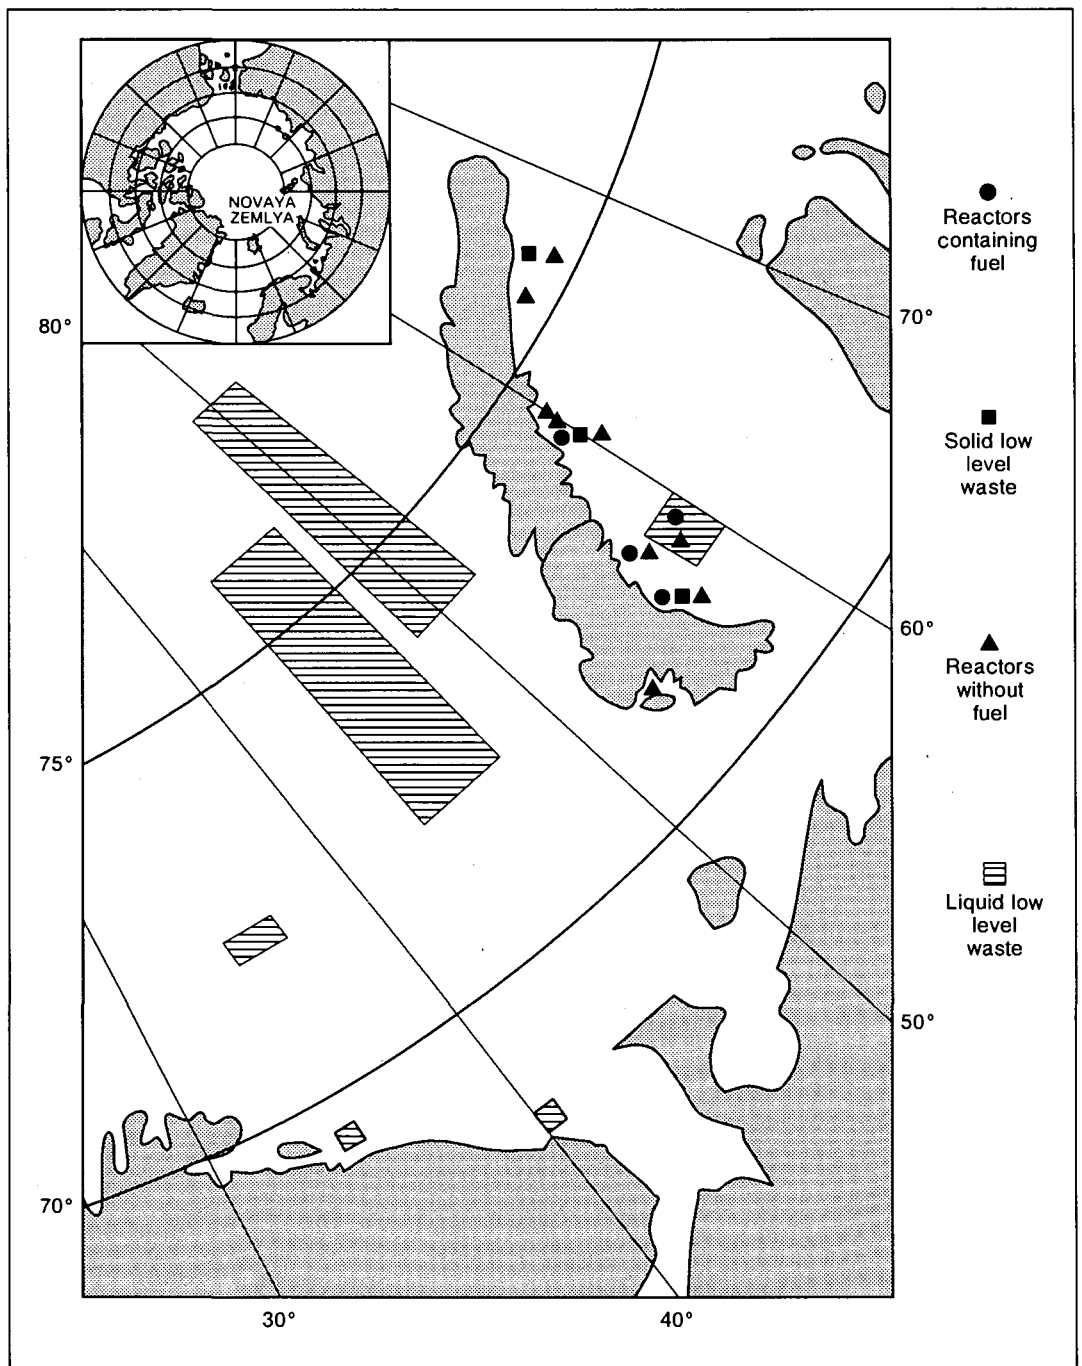 NOVAYA
ZEMLYA
80°
75°
70°
30°
40°
70°
60°
50°
Reactors
containing
fuel
Solid low
level
waste
Reactors
without
fuel
Liquid low
level
waste